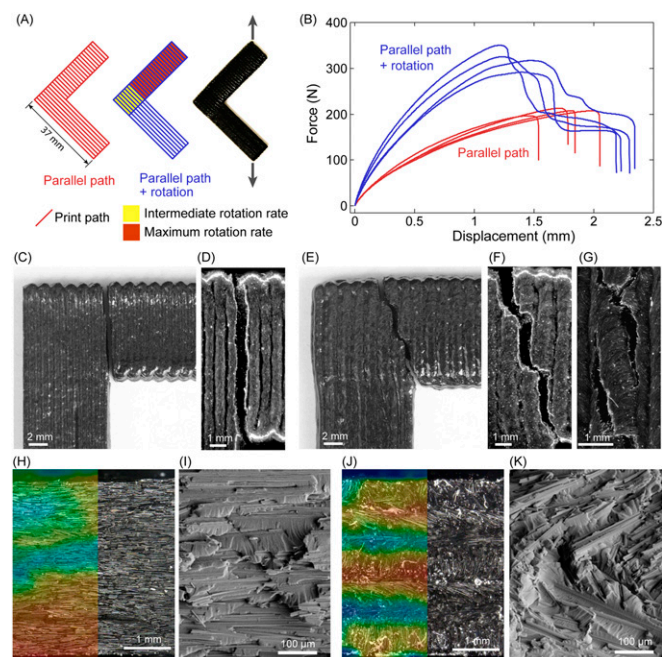 (A)
37 mm
Parallel path
Parallel path
+ rotation
Print path
Intermediate rotation rate
Maximum rotation rate
(B)
400
300
200
100
0
Force (N)
Parallel path
+ rotation
Parallel path
0
0.5
1
1.5
2
2.5
Displacement (mm)
(C)
2 mm
(D)
1 mm
(E)
2 mm
(F)
1 mm
(G)
1 mm
(H)
1 mm
(I)
100 µm
(J)
1 mm
(K)
100 µm